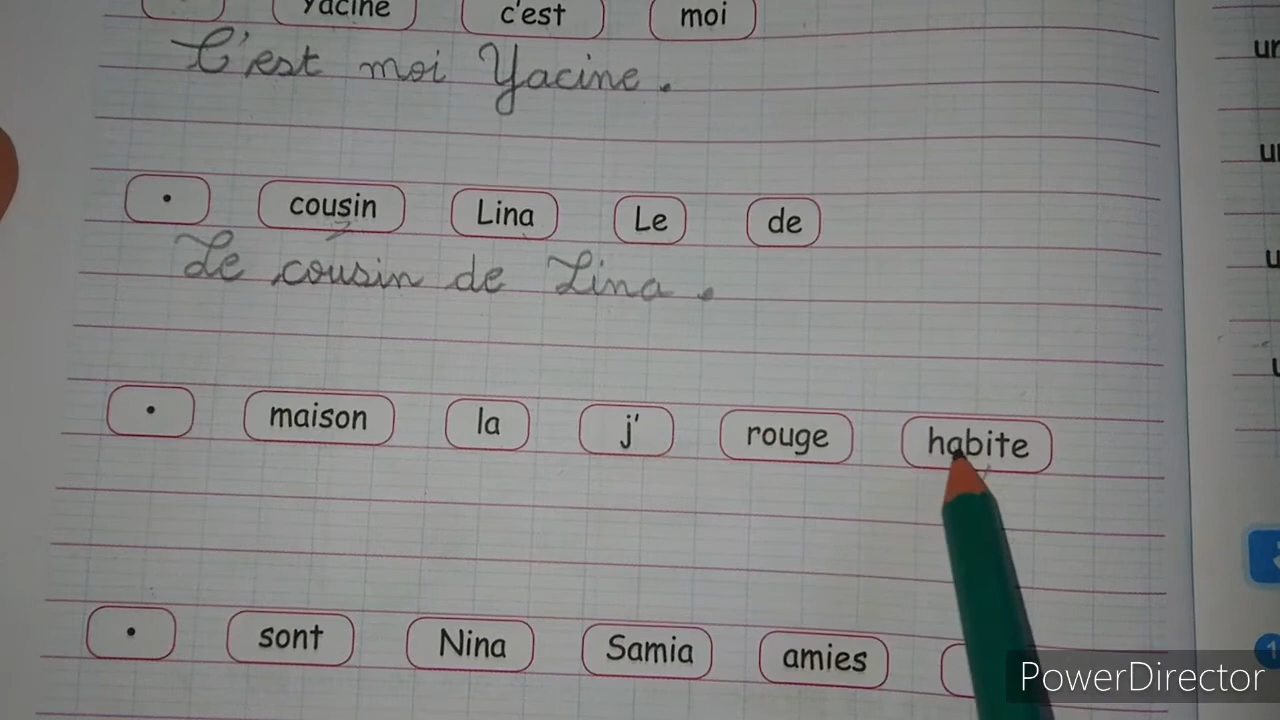 Yacine c'est moi
C'est moi Yacine.
. cousin Lina Le de
Le cousin de Lina.
. maison la j' rouge habite
. sont Nina Samia amies
PowerDirector
1